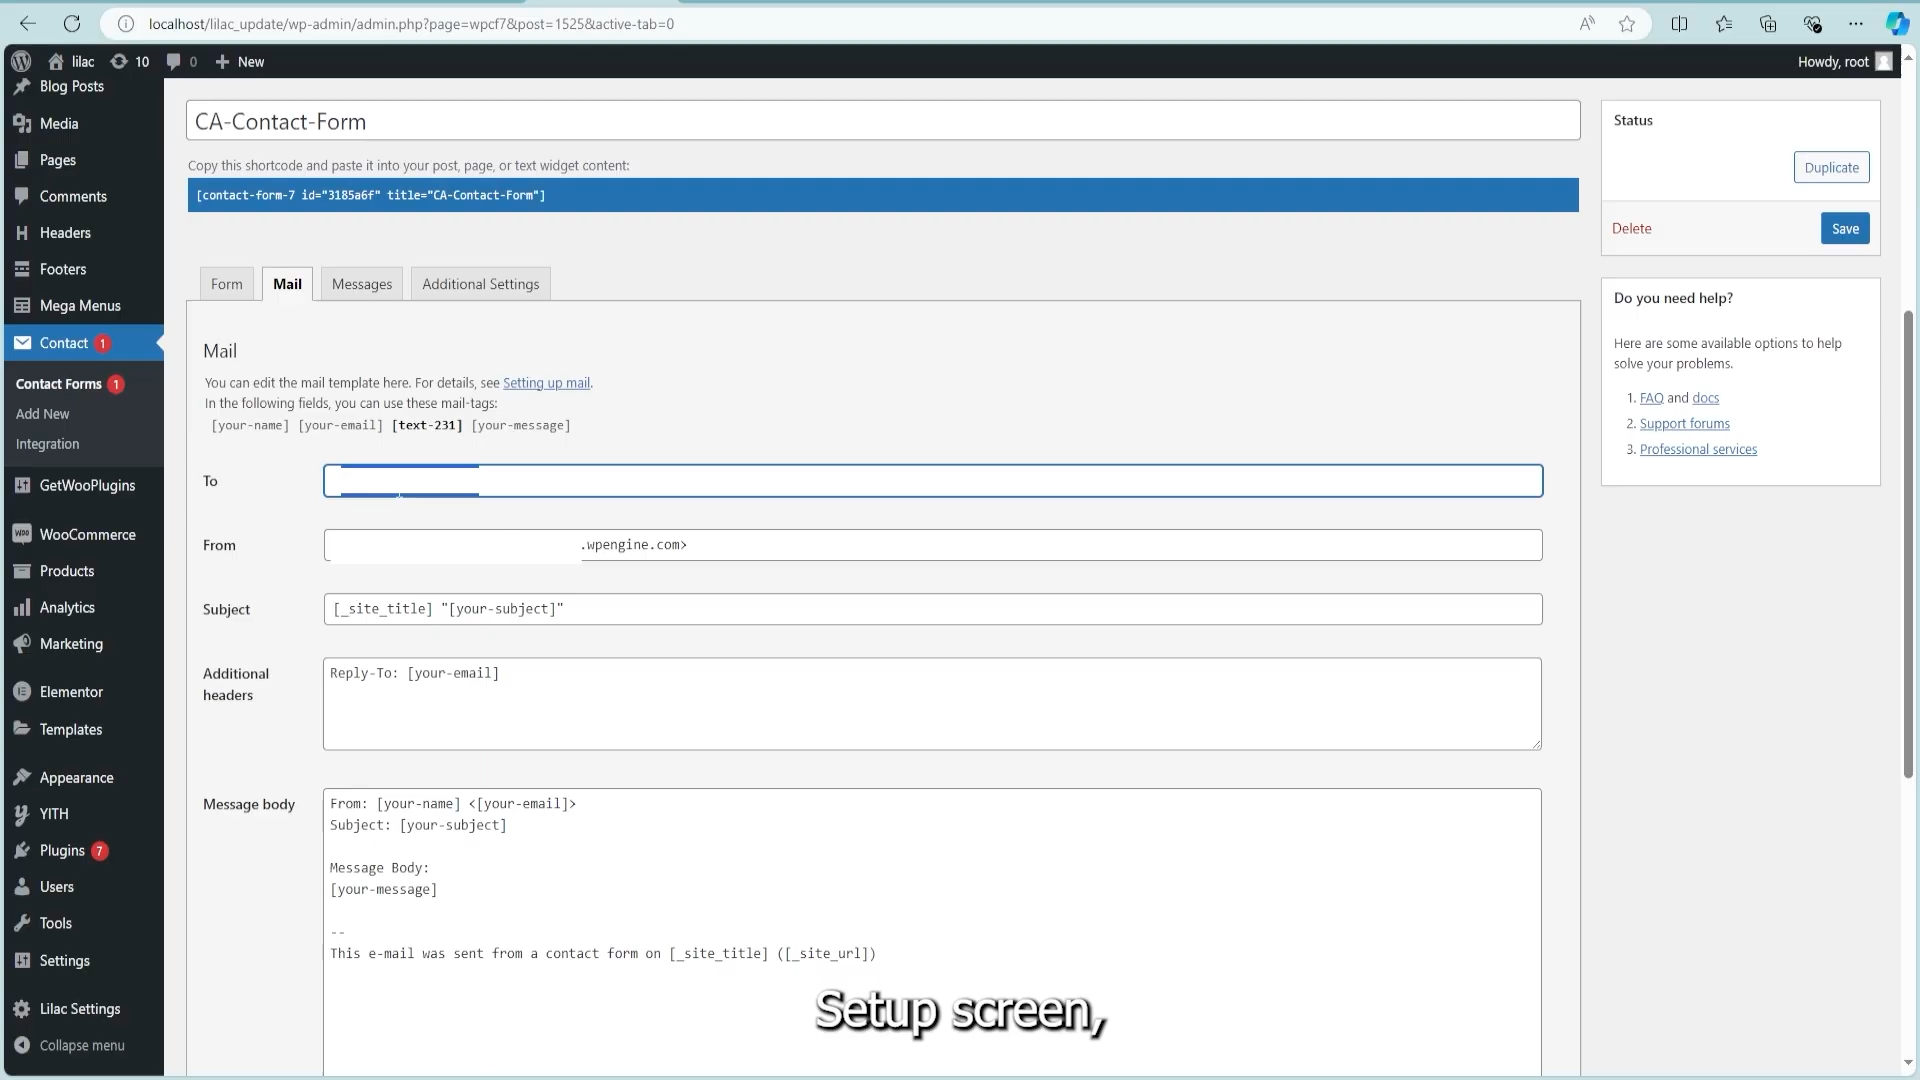 localhost/lilac_update/wp-admin/admin.php?page=wpcf7&post=1525&active-tab=0
lilac 10 0 New
Howdy, root
Blog Posts
Media
Pages
Comments
Headers
Footers
Mega Menus
Contact 1
Contact Forms 1
Add New
Integration
GetWooPlugins
WooCommerce
Products
Analytics
Marketing
Elementor
Templates
Appearance
YITH
Plugins 7
Users
Tools
Settings
Lilac Settings
Collapse menu
CA-Contact-Form
Copy this shortcode and paste it into your post, page, or text widget content:
[contact-form-7 id="3185a6f" title="CA-Contact-Form"]
Form Mail Messages Additional Settings
Mail
You can edit the mail template here. For details, see Setting up mail.
In the following fields, you can use these mail-tags:
[your-name] [your-email] [text-231] [your-message]
To
From
.wpengine.com>
Subject
[_site_title] "[your-subject]"
Additional
headers
Reply-To: [your-email]
Message body
From: [your-name] <[your-email]>
Subject: [your-subject]
Message Body:
[your-message]
--
This e-mail was sent from a contact form on [_site_title] ([_site_url])
Status
Duplicate
Delete
Save
Do you need help?
Here are some available options to help
solve your problems.
1. FAQ and docs
2. Support forums
3. Professional services
Setup screen,